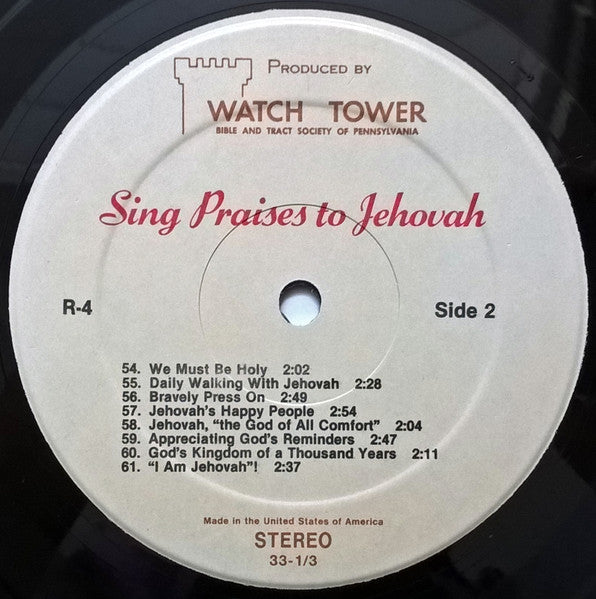 PRODUCED BY
WATCH TOWER
BIBLE AND TRACT SOCIETY OF PENNSYLVANIA
Sing Praises to Jehovah
R-4 Side 2
54. We Must Be Holy 2:02
55. Daily Walking With Jehovah 2:28
56. Bravely Press On 2:49
57. Jehovah's Happy People 2:54
58. Jehovah, “the God of All Comfort” 2:04
59. Appreciating God's Reminders 2:47
60. God's Kingdom of a Thousand Years 2:11
61. “I Am Jehovah”! 2:37
Made in the United States of America
STEREO
33-1/3